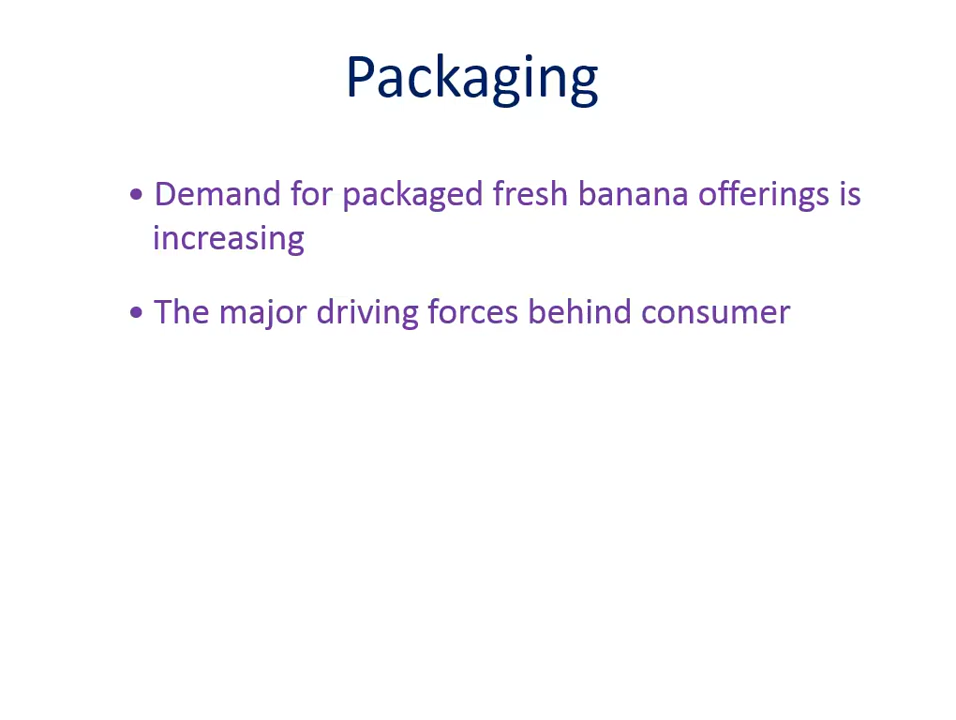 Packaging
• Demand for packaged fresh banana offerings is
increasing
• The major driving forces behind consumer